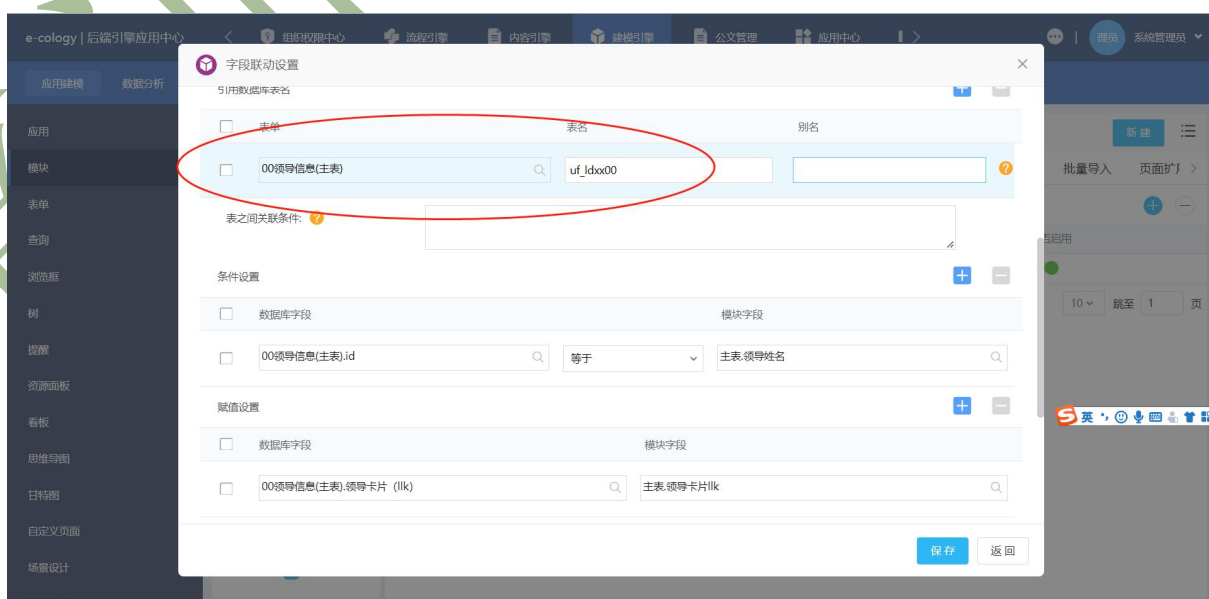 e-cology | 后端引擎应用中心 组织权限中心 流程引擎 内容引擎 建模引擎 公文管理 应用中心 理员 系统管理员
应用建模 数据分析
字段联动设置
引用数据库表名
表单 表名 别名
00领导信息(主表) uf_ldxx00
表之间关联条件:
条件设置
数据库字段 模块字段
00领导信息(主表).id 等于 主表.领导姓名
赋值设置
数据库字段 模块字段
00领导信息(主表).领导卡片 (llk) 主表.领导卡片llk
保存 返回
应用
模块
表单
查询
浏览框
树
提醒
资源面板
看板
思维导图
甘特图
自定义页面
场景设计
新建
批量导入 页面扩
启用
10 跳至 1 页
英